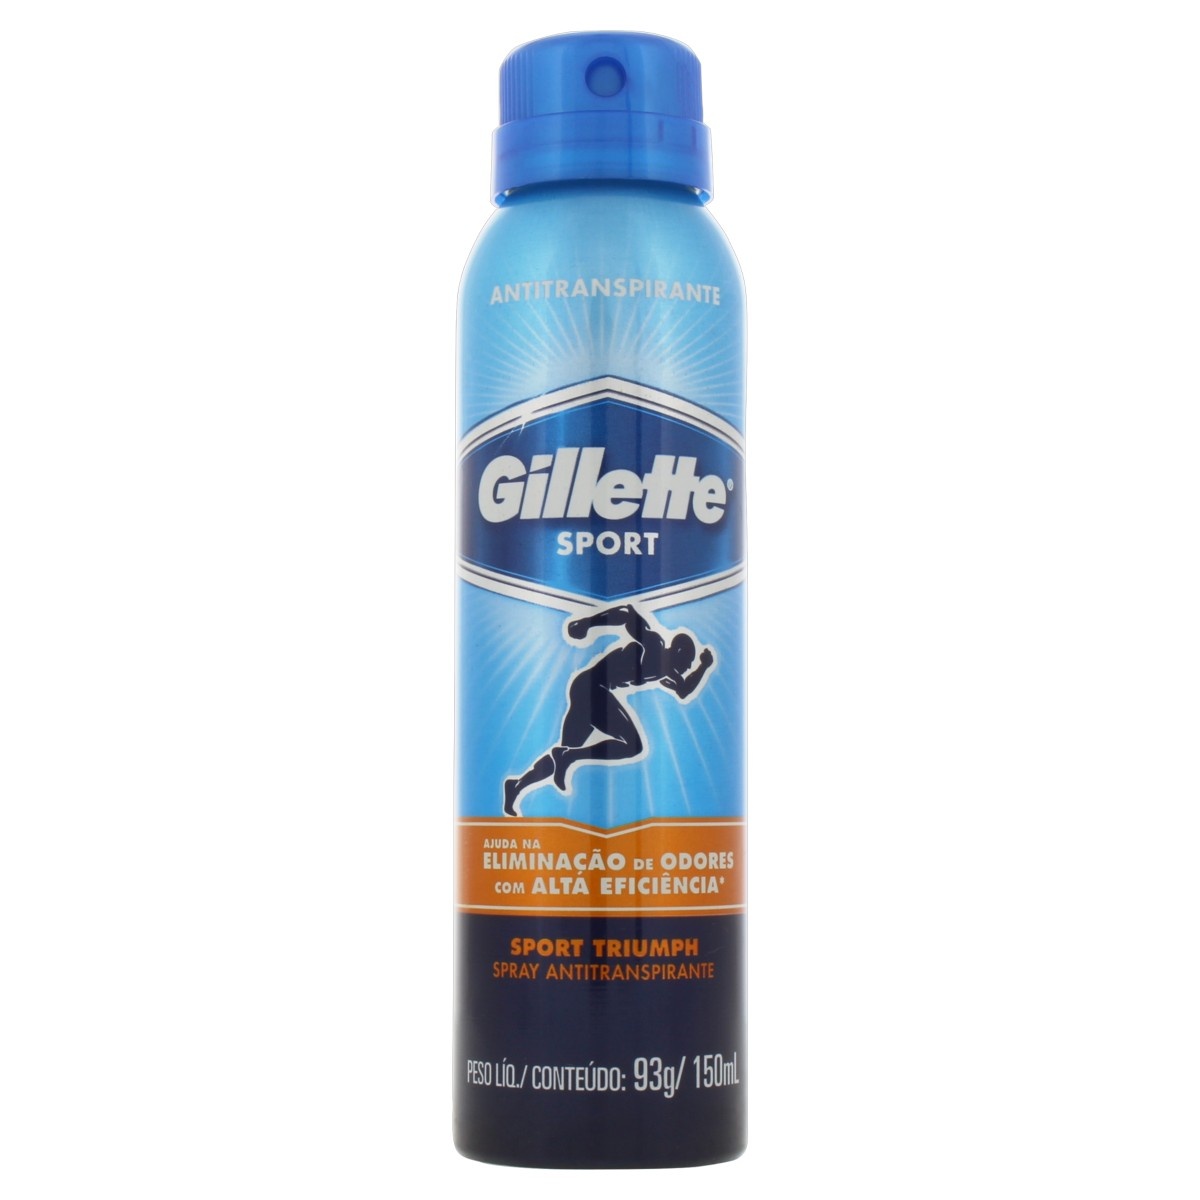 ANTITRANSPIRANTE
Gillette®
SPORT
AJUDA NA
ELIMINAÇÃO DE ODORES
COM ALTA EFICIÊNCIA*
SPORT TRIUMPH
SPRAY ANTITRANSPIRANTE
PESO LÍQ./ CONTEÚDO: 93g/ 150mL